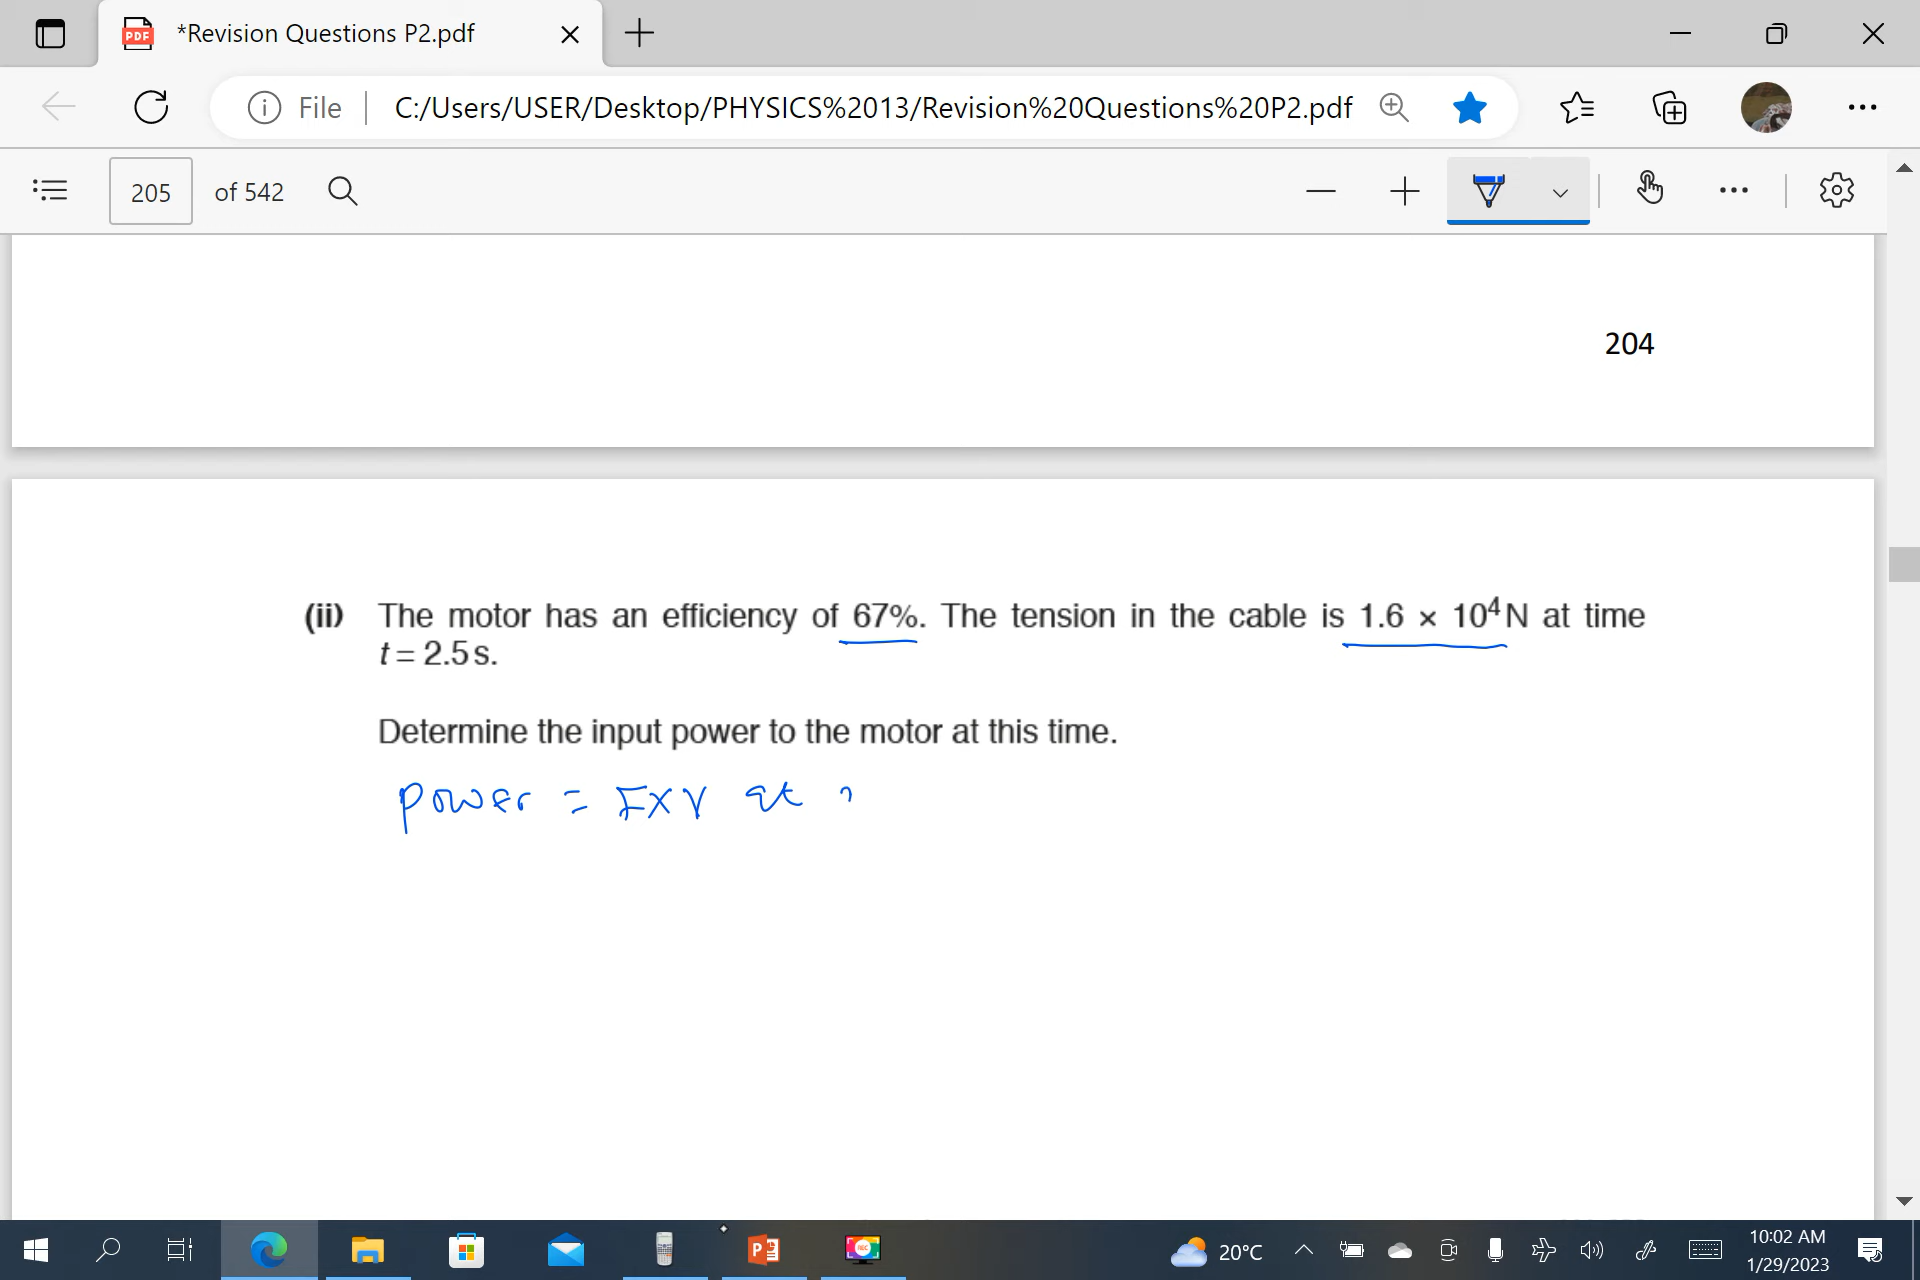 *Revision Questions P2.pdf
File
C:/Users/USER/Desktop/PHYSICS%2013/Revision%20Questions%20P2.pdf
205 of 542
204
(ii) The motor has an efficiency of 67%. The tension in the cable is 1.6 × 10⁴ N at time
t = 2.5 s.
Determine the input power to the motor at this time.
power = F×V at
20°C
10:02 AM
1/29/2023